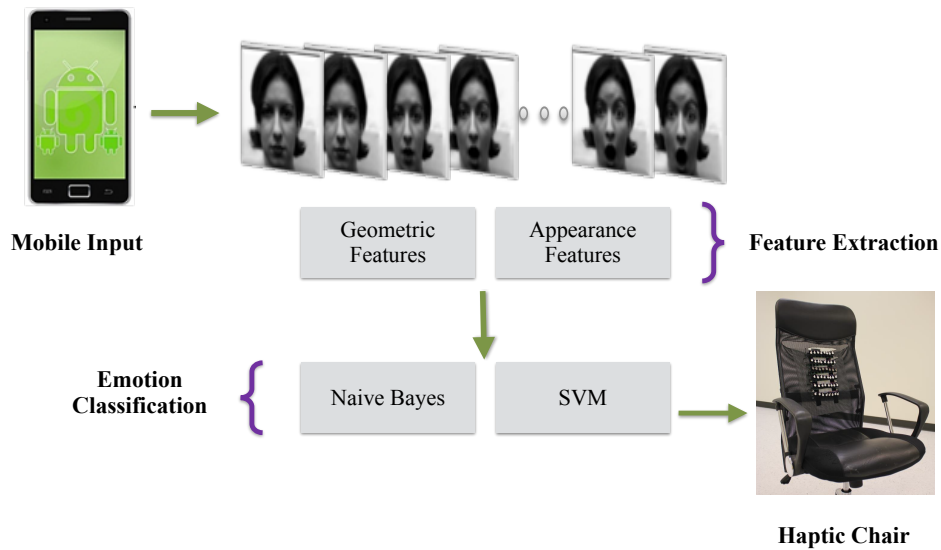 Mobile Input
Geometric
Features
Appearance
Features
Feature Extraction
Emotion
Classification
Naive Bayes
SVM
Haptic Chair